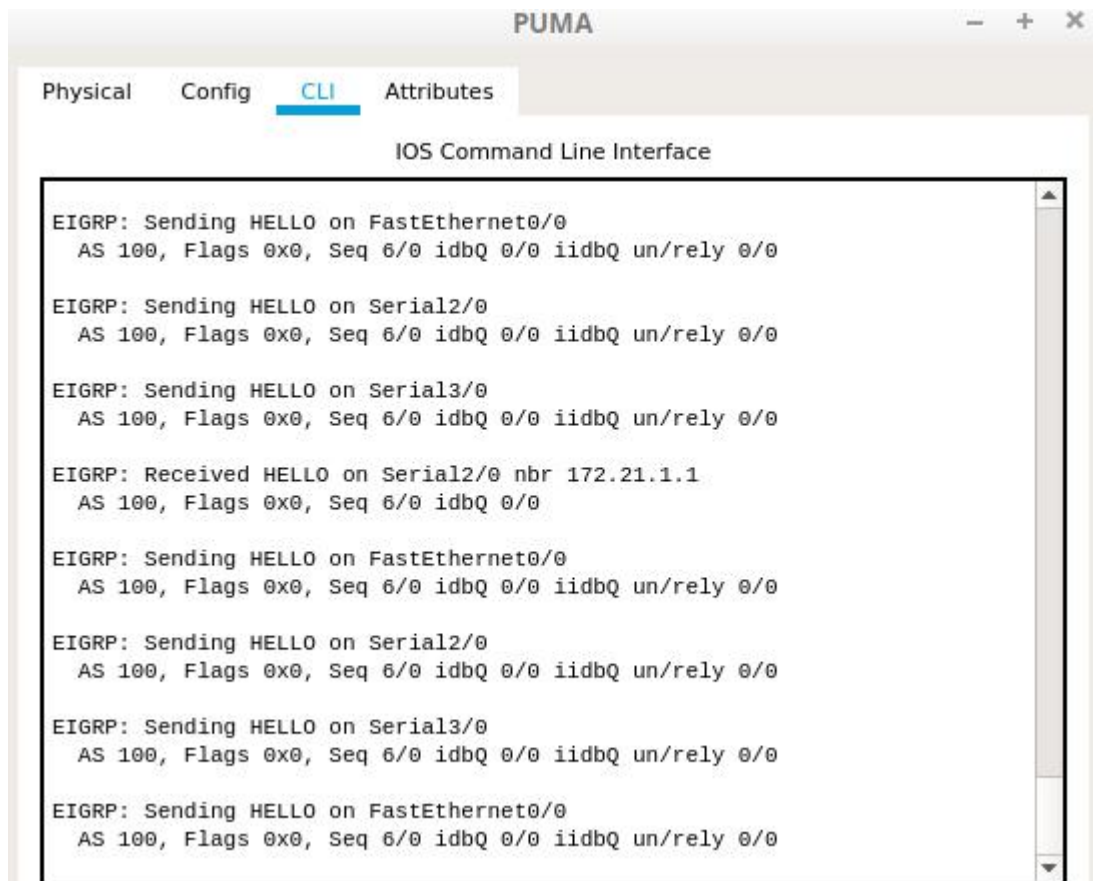 PUMA
Physical Config CLI Attributes
IOS Command Line Interface
EIGRP: Sending HELLO on FastEthernet0/0
AS 100, Flags 0x0, Seq 6/0 idbQ 0/0 iidbQ un/rely 0/0
EIGRP: Sending HELLO on Serial2/0
AS 100, Flags 0x0, Seq 6/0 idbQ 0/0 iidbQ un/rely 0/0
EIGRP: Sending HELLO on Serial3/0
AS 100, Flags 0x0, Seq 6/0 idbQ 0/0 iidbQ un/rely 0/0
EIGRP: Received HELLO on Serial2/0 nbr 172.21.1.1
AS 100, Flags 0x0, Seq 6/0 idbQ 0/0
EIGRP: Sending HELLO on FastEthernet0/0
AS 100, Flags 0x0, Seq 6/0 idbQ 0/0 iidbQ un/rely 0/0
EIGRP: Sending HELLO on Serial2/0
AS 100, Flags 0x0, Seq 6/0 idbQ 0/0 iidbQ un/rely 0/0
EIGRP: Sending HELLO on Serial3/0
AS 100, Flags 0x0, Seq 6/0 idbQ 0/0 iidbQ un/rely 0/0
EIGRP: Sending HELLO on FastEthernet0/0
AS 100, Flags 0x0, Seq 6/0 idbQ 0/0 iidbQ un/rely 0/0